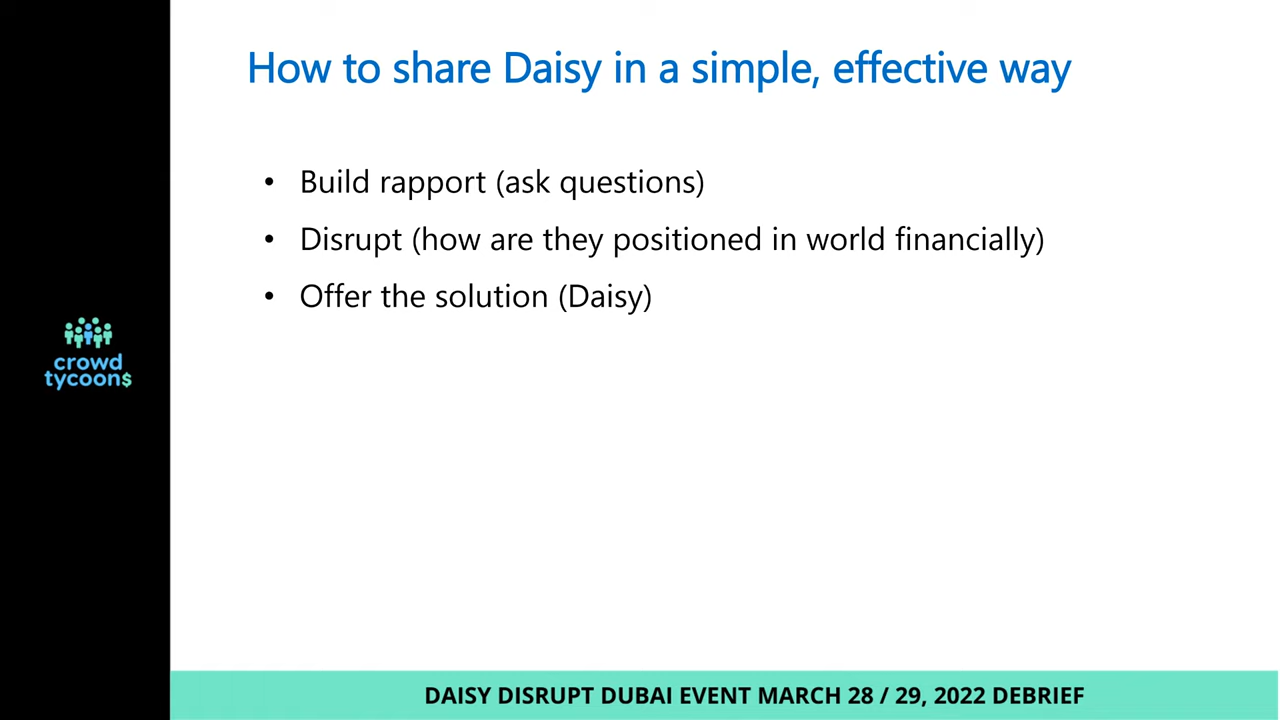 How to share Daisy in a simple, effective way
• Build rapport (ask questions)
• Disrupt (how are they positioned in world financially)
• Offer the solution (Daisy)
crowd
tycoon$
DAISY DISRUPT DUBAI EVENT MARCH 28 / 29, 2022 DEBRIEF